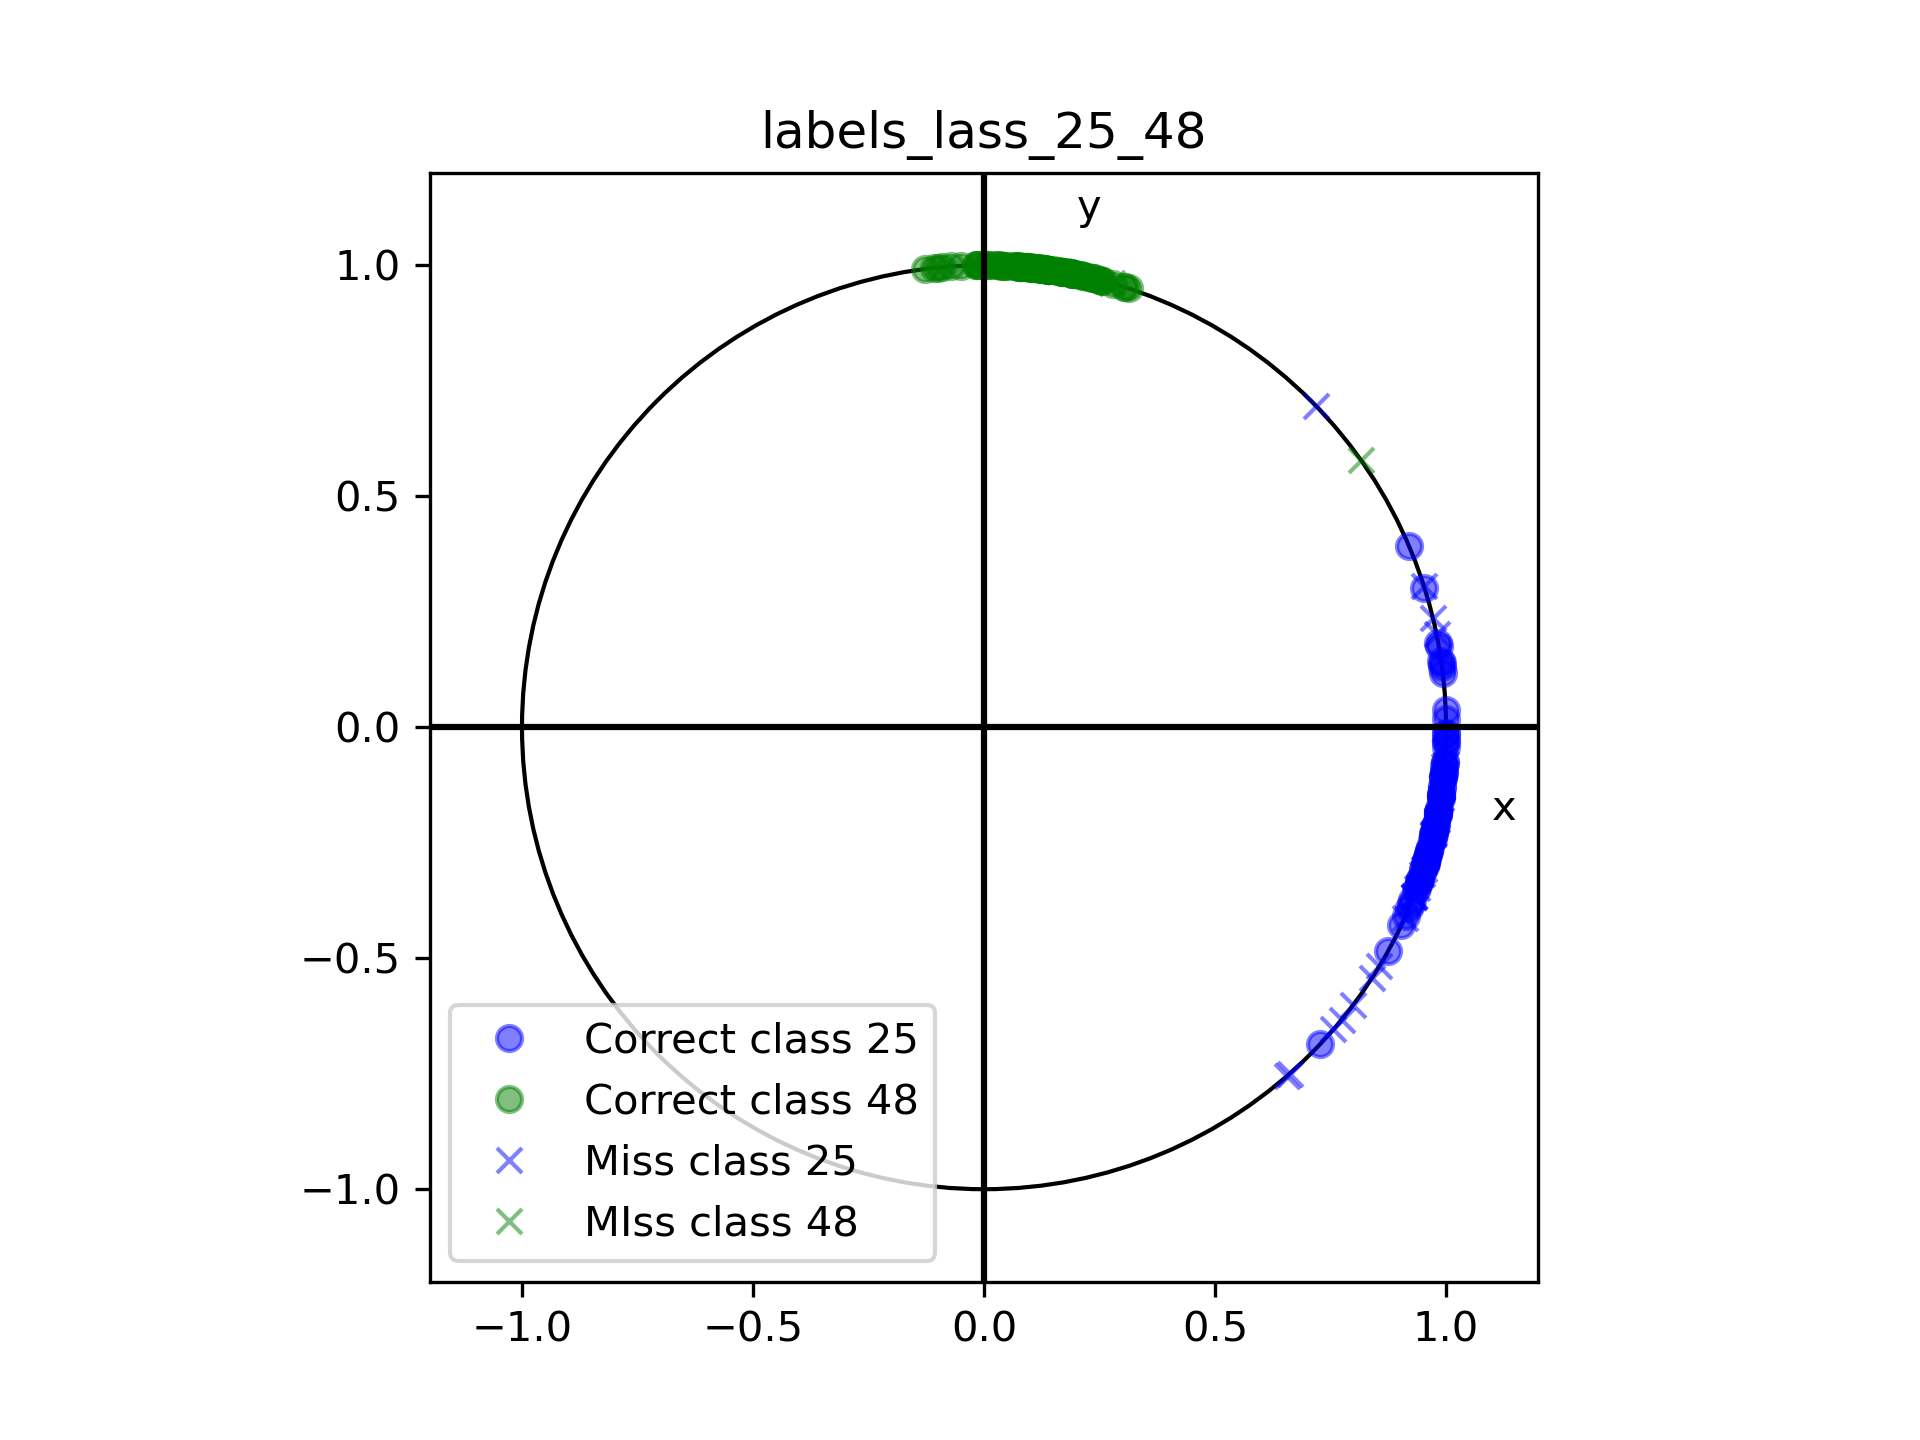 labels_lass_25_48
y
1.0
0.5
0.0
−0.5
−1.0
x
Correct class 25
Correct class 48
Miss class 25
MIss class 48
−1.0 −0.5 0.0 0.5 1.0